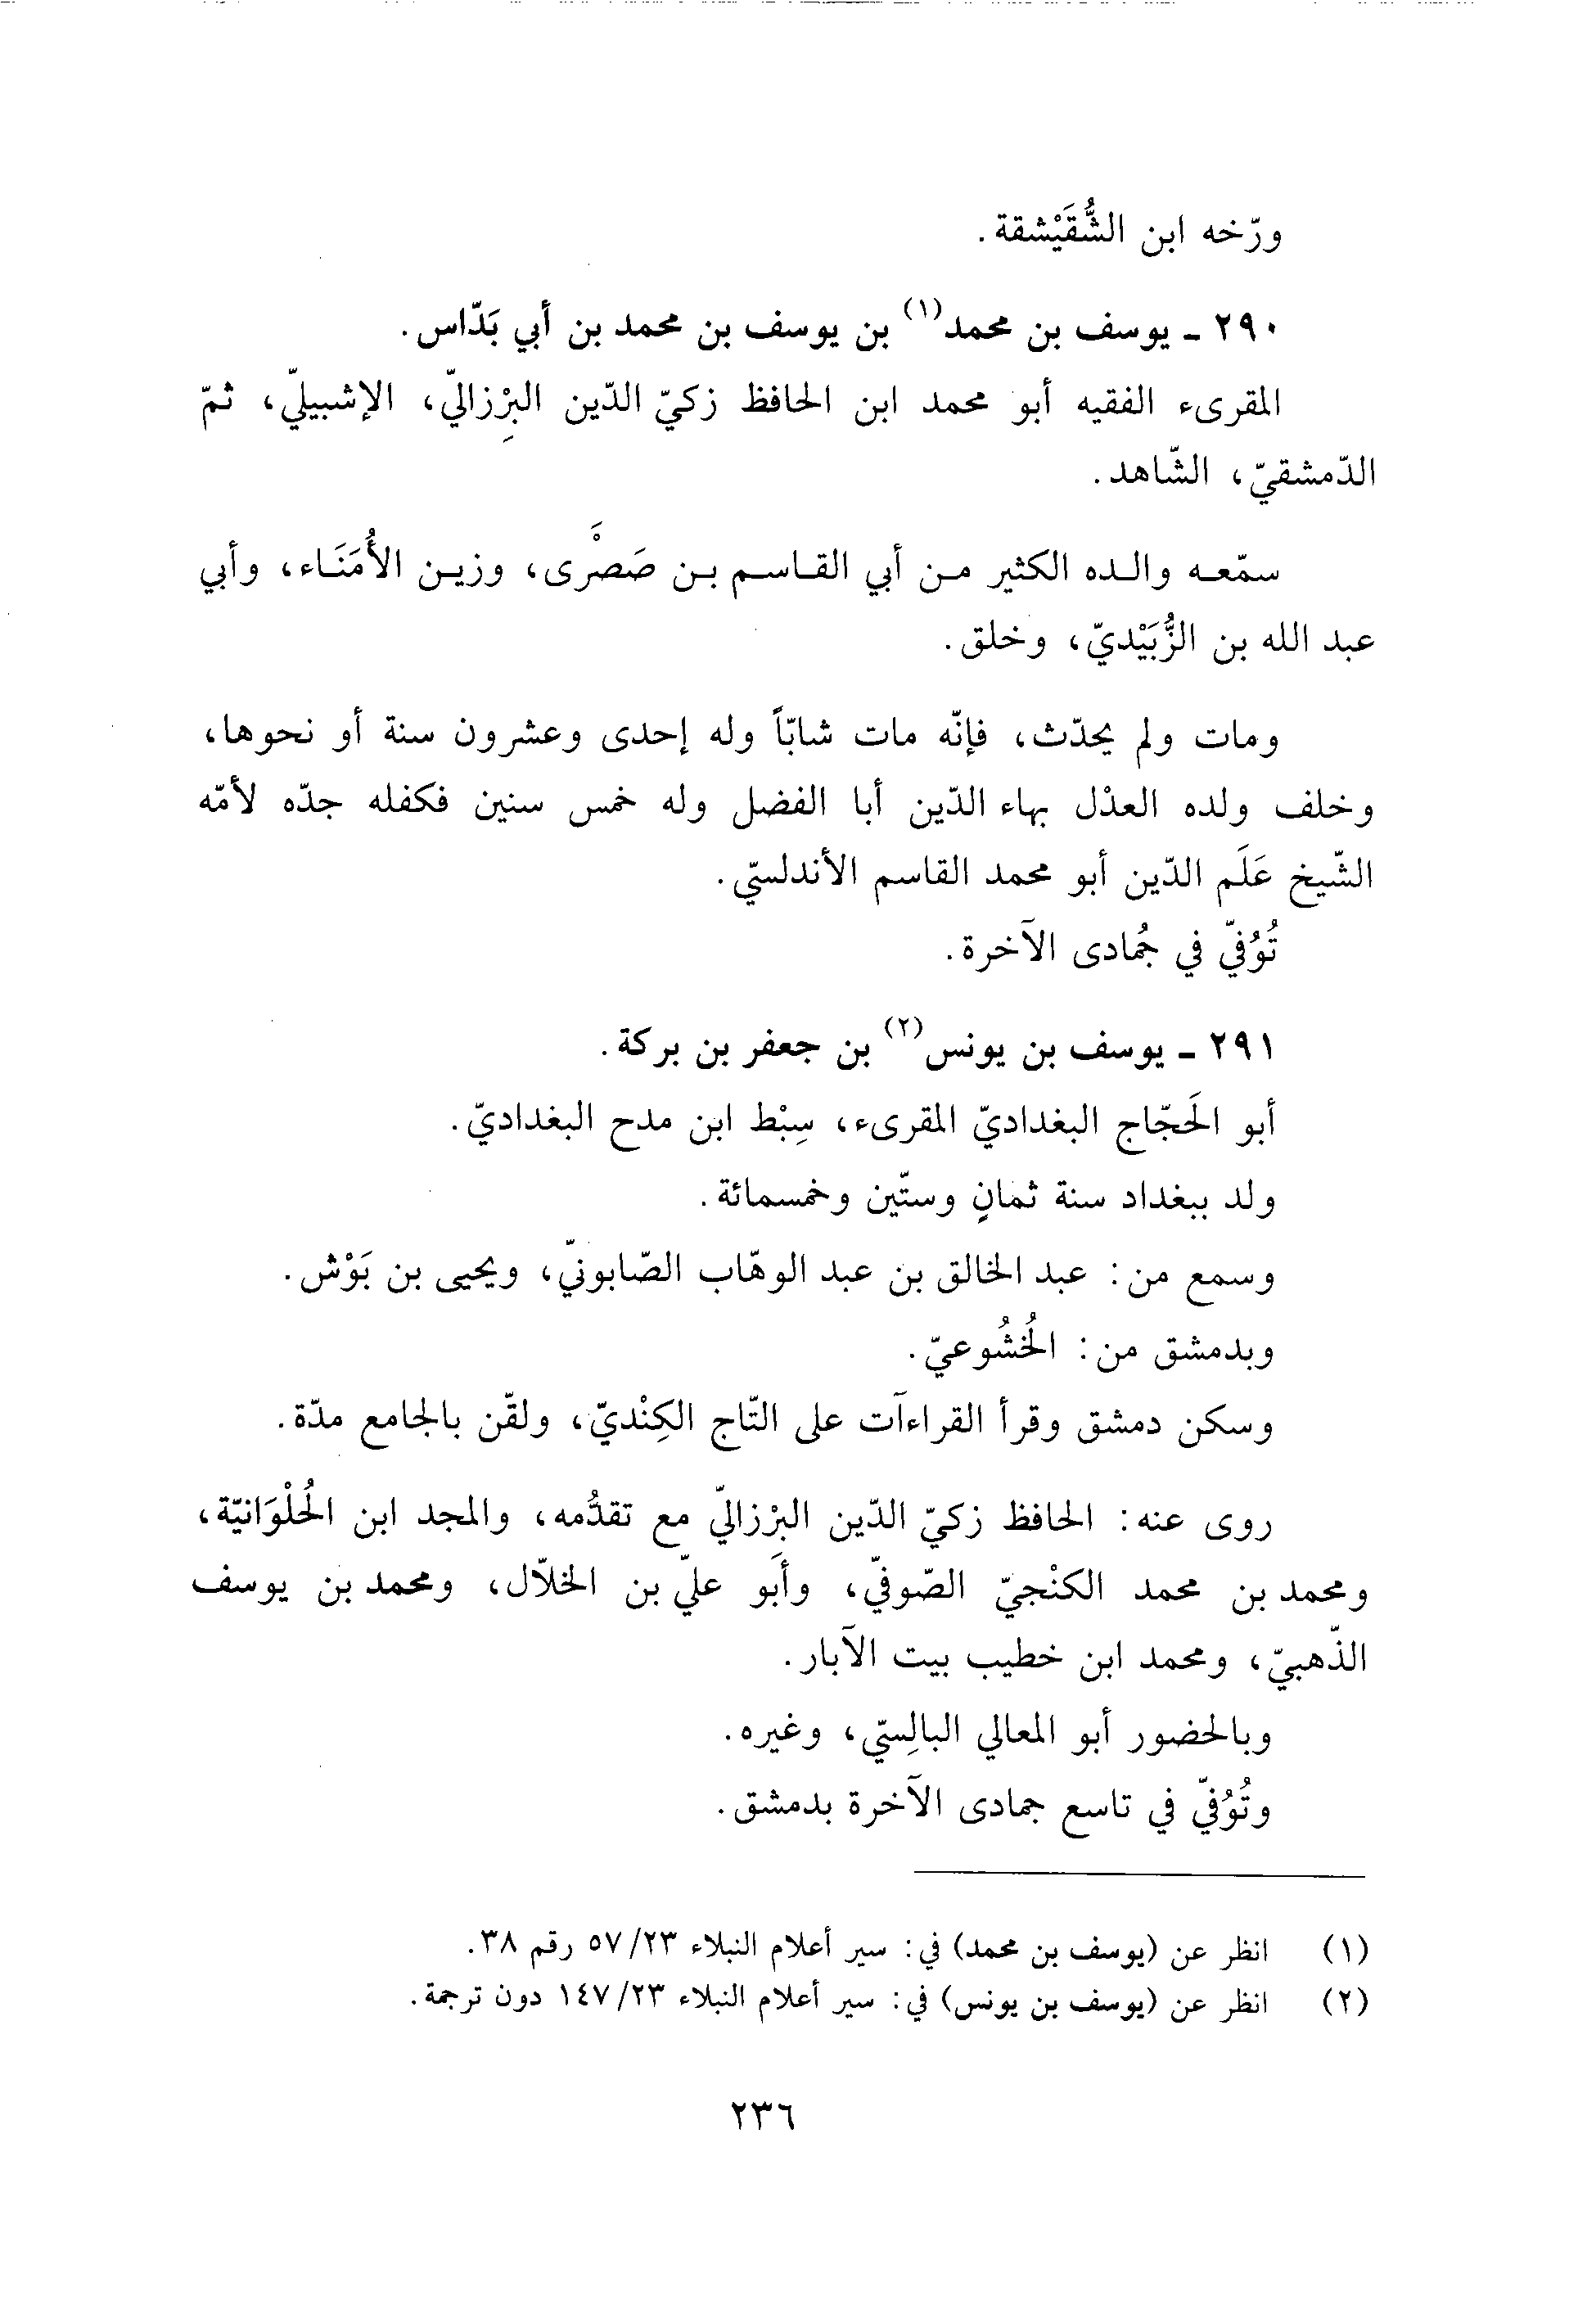 ورّخه ابن الشُّقَيْشقة.
٢٩٠ ـ يوسف بن محمد(١) بن يوسف بن محمد بن أبي بَدّاس.
المقرىء الفقيه أبو محمد ابن الحافظ زكيّ الدّين البِرْزاليّ، الإشبيليّ، ثمّ
الدّمشقيّ، الشّاهد.
سمّعه والده الكثير من أبي القاسم بن صَصْرَى، وزين الأُمَنَاء، وأبي
عبد الله بن الزُّبَيْديّ، وخلق.
ومات ولم يحدّث، فإنّه مات شابّاً وله إحدى وعشرون سنة أو نحوها،
وخلف ولده العدْل بهاء الدّين أبا الفضل وله خمس سنين فكفله جدّه لأمّه
الشّيخ عَلَم الدّين أبو محمد القاسم الأندلسيّ.
تُوُفيّ في جُمادى الآخرة.
٢٩١ ـ يوسف بن يونس(٢) بن جعفر بن بركة.
أبو الحَجّاج البغداديّ المقرىء، سِبْط ابن مدح البغداديّ.
ولد ببغداد سنة ثمانٍ وستّين وخمسمائة.
وسمع من: عبد الخالق بن عبد الوهّاب الصّابونيّ، ويحيى بن بَوْش.
وبدمشق من: الخُشُوعيّ.
وسكن دمشق وقرأ القراءآت على التّاج الكِنْديّ، ولقّن بالجامع مدّة.
روى عنه: الحافظ زكيّ الدّين البرْزاليّ مع تقدُّمه، والمجد ابن الحُلْوَانيّة،
ومحمد بن محمد الكنْجيّ الصّوفيّ، وأَبو عليّ بن الخلّال، ومحمد بن يوسف
الذّهبيّ، ومحمد ابن خطيب بيت الآبار.
وبالحضور أبو المعالي البالِسيّ، وغيره.
وتُوُفيّ في تاسع جمادى الآخرة بدمشق.
(١) انظر عن (يوسف بن محمد) في: سير أعلام النبلاء ٥٧/٢٣ رقم ٣٨.
(٢) انظر عن (يوسف بن يونس) في: سير أعلام النبلاء ١٤٧/٢٣ دون ترجمة.
٢٣٦